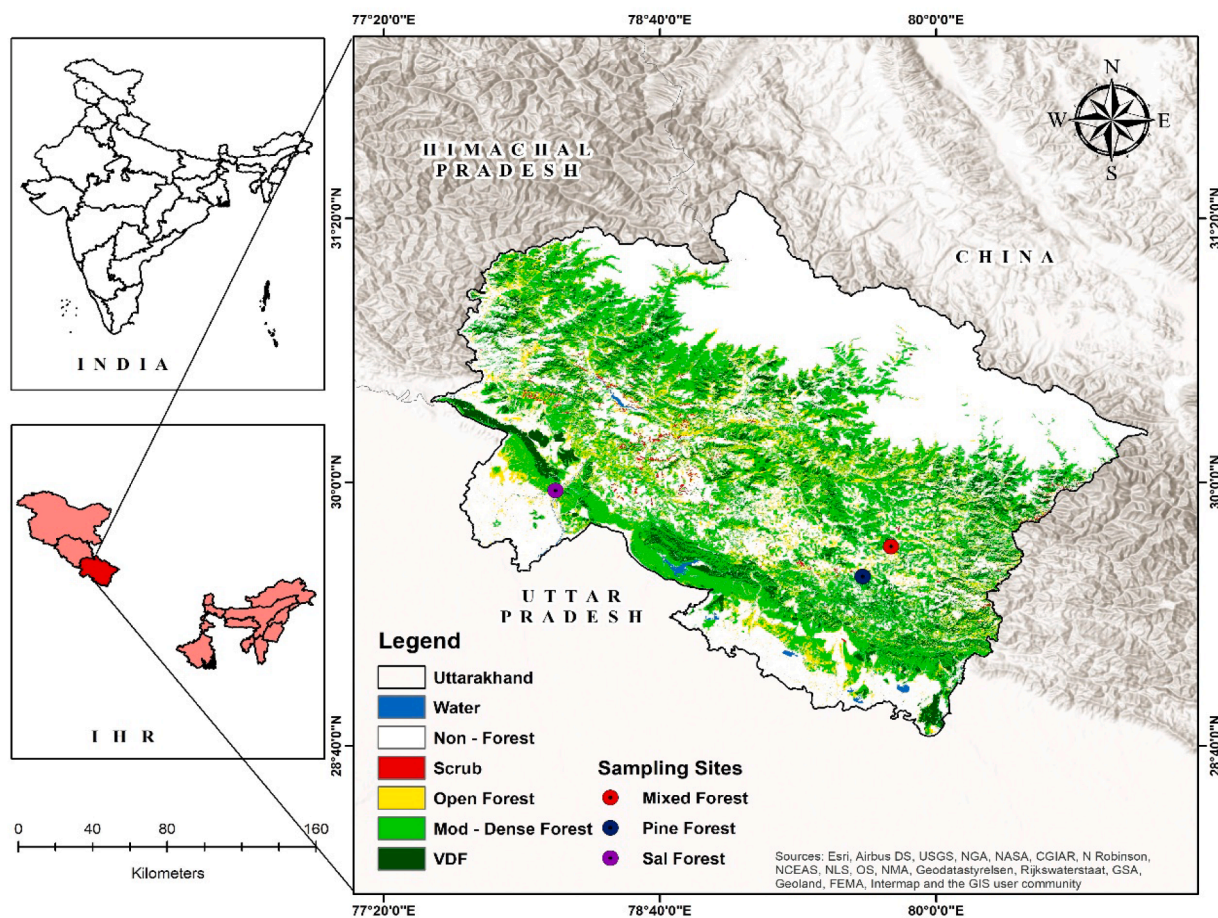 77°20'0"E
78°40'0"E
80°0'0"E
N
W
E
S
HIMACHAL
PRADESH
31°20'0"N
31°20'0"N
CHINA
INDIA
30°0'0"N
30°0'0"N
UTTAR
PRADESH
Legend
Uttarakhand
Water
Non - Forest
Scrub
Open Forest
Mod - Dense Forest
VDF
Sampling Sites
Mixed Forest
Pine Forest
Sal Forest
28°40'0"N
28°40'0"N
IHR
0 40 80 160
Kilometers
Sources: Esri, Airbus DS, USGS, NGA, NASA, CGIAR, N Robinson,
NCEAS, NLS, OS, NMA, Geodatastyrelsen, Rijkswaterstaat, GSA,
Geoland, FEMA, Intermap and the GIS user community
77°20'0"E
78°40'0"E
80°0'0"E